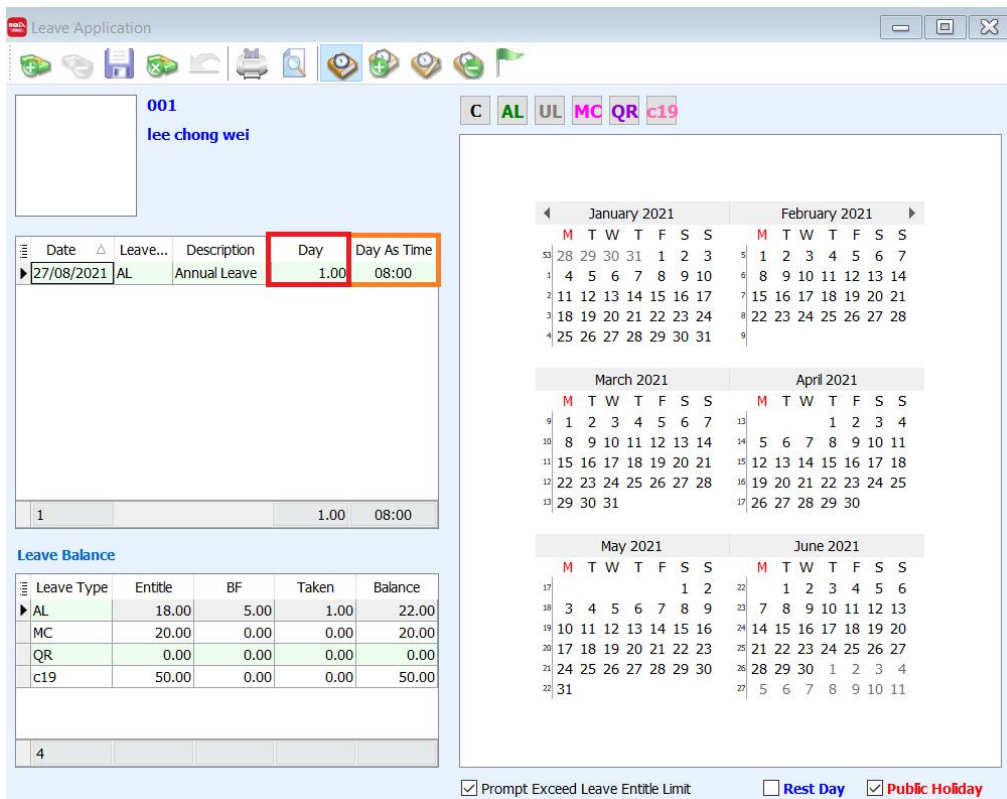 Leave Application
001
lee chong wei
C AL UL MC QR c19
Date Leave... Description Day Day As Time
27/08/2021 AL Annual Leave 1.00 08:00
1 1.00 08:00
Leave Balance
Leave Type Entitle BF Taken Balance
AL 18.00 5.00 1.00 22.00
MC 20.00 0.00 0.00 20.00
QR 0.00 0.00 0.00 0.00
c19 50.00 0.00 0.00 50.00
4
January 2021 February 2021
M T W T F S S M T W T F S S
53 28 29 30 31 1 2 3 5 1 2 3 4 5 6 7
1 4 5 6 7 8 9 10 6 8 9 10 11 12 13 14
2 11 12 13 14 15 16 17 7 15 16 17 18 19 20 21
3 18 19 20 21 22 23 24 8 22 23 24 25 26 27 28
4 25 26 27 28 29 30 31 9
March 2021 April 2021
M T W T F S S M T W T F S S
9 1 2 3 4 5 6 7 13 1 2 3 4
10 8 9 10 11 12 13 14 14 5 6 7 8 9 10 11
11 15 16 17 18 19 20 21 15 12 13 14 15 16 17 18
12 22 23 24 25 26 27 28 16 19 20 21 22 23 24 25
13 29 30 31 17 26 27 28 29 30
May 2021 June 2021
M T W T F S S M T W T F S S
17 1 2 22 1 2 3 4 5 6
18 3 4 5 6 7 8 9 23 7 8 9 10 11 12 13
19 10 11 12 13 14 15 16 24 14 15 16 17 18 19 20
20 17 18 19 20 21 22 23 25 21 22 23 24 25 26 27
21 24 25 26 27 28 29 30 26 28 29 30 1 2 3 4
22 31 27 5 6 7 8 9 10 11
Prompt Exceed Leave Entitle Limit Rest Day Public Holiday